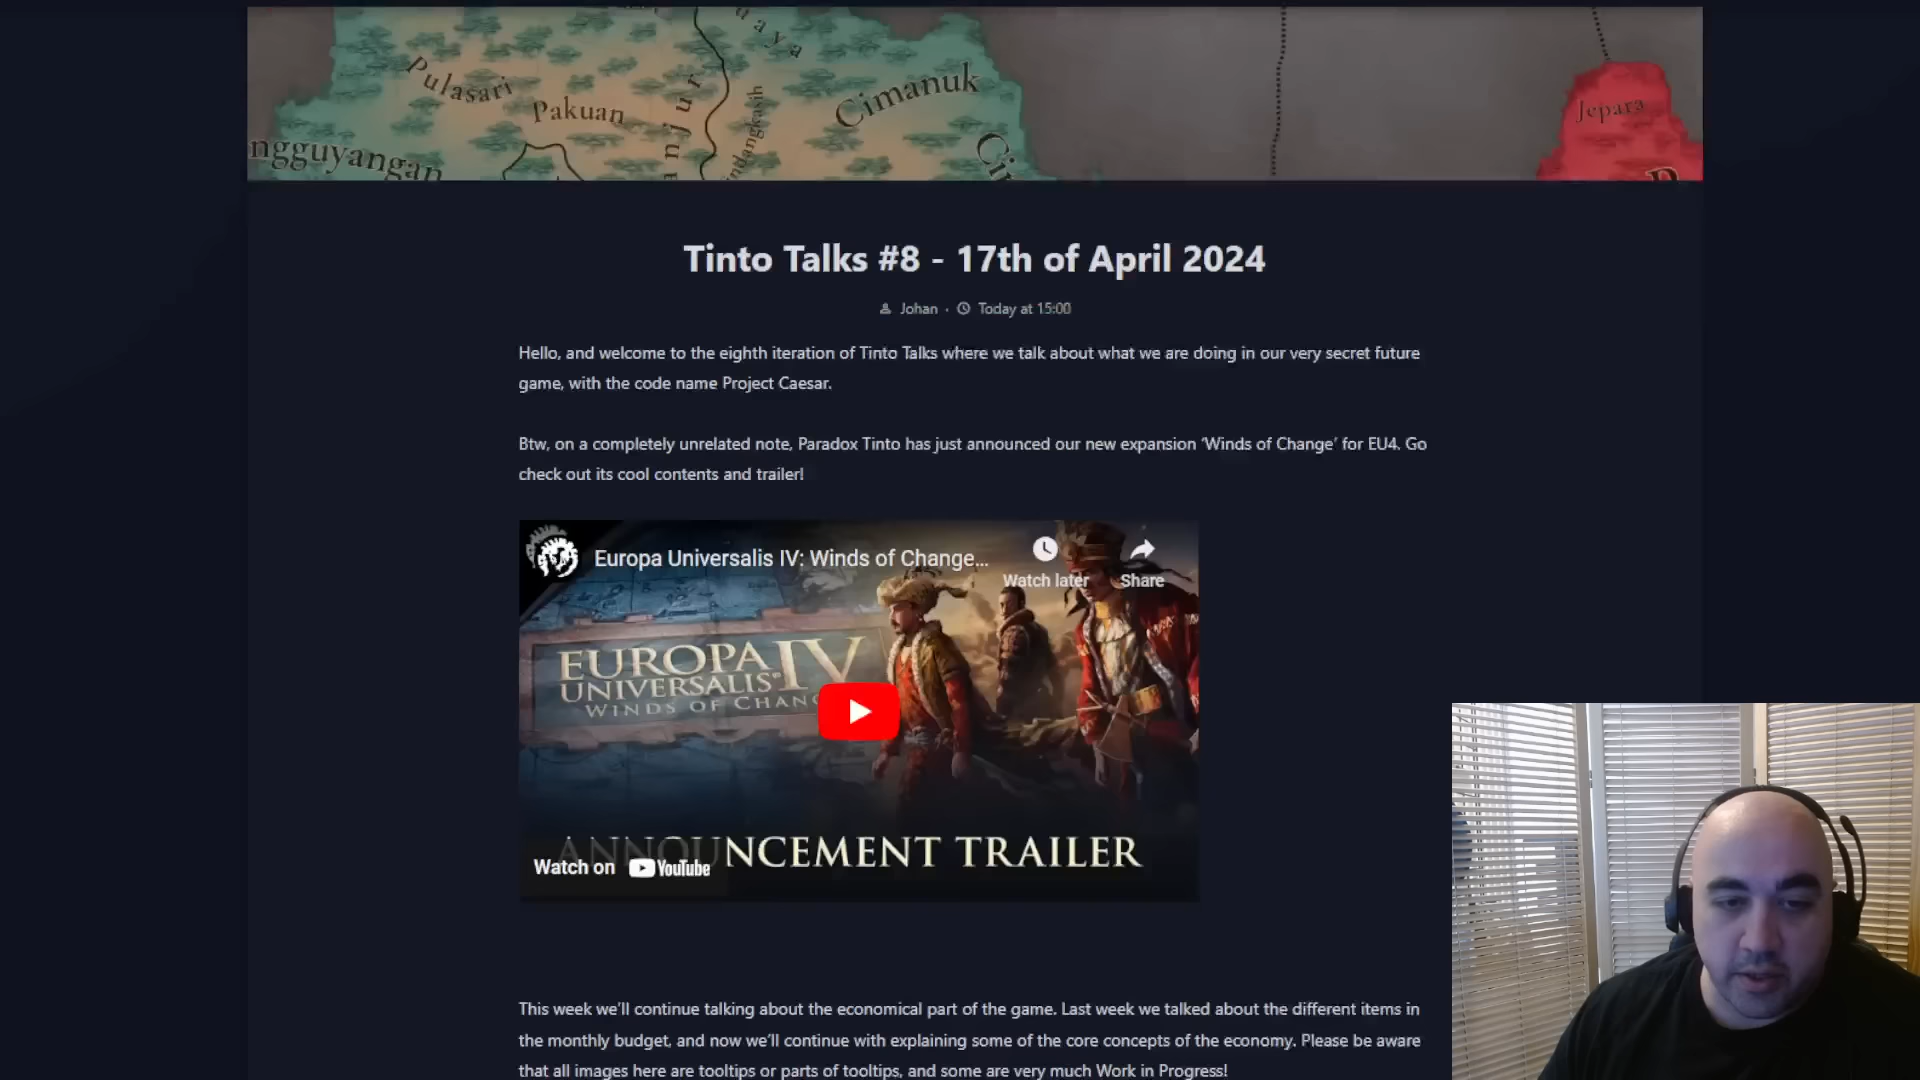 Pulasari
Pakuan
Cimanuk
Jepara
Tinto Talks #8 - 17th of April 2024
Johan · Today at 15:00
Hello, and welcome to the eighth iteration of Tinto Talks where we talk about what we are doing in our very secret future
game, with the code name Project Caesar.
Btw, on a completely unrelated note, Paradox Tinto has just announced our new expansion ‘Winds of Change’ for EU4. Go
check out its cool contents and trailer!
Europa Universalis IV: Winds of Change...
Watch later
Share
EUROPA IV
UNIVERSALIS
WINDS OF CHAN
ANNOUNCEMENT TRAILER
Watch on YouTube
This week we'll continue talking about the economical part of the game. Last week we talked about the different items in
the monthly budget, and now we'll continue with explaining some of the core concepts of the economy. Please be aware
that all images here are tooltips or parts of tooltips, and some are very much Work in Progress!